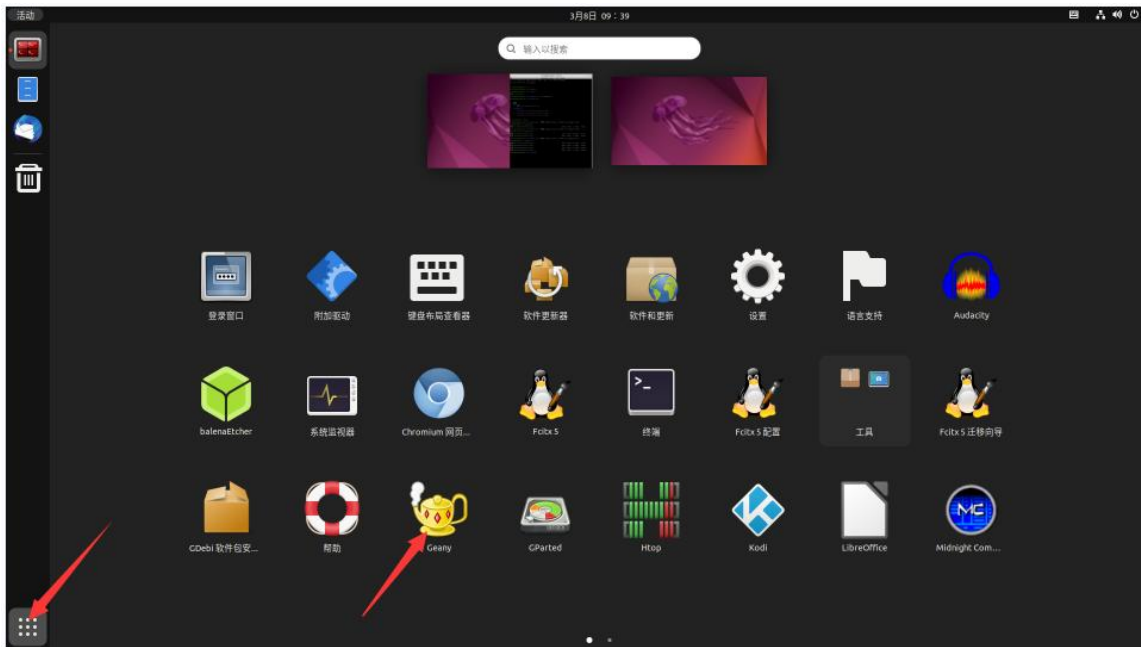 活动
3月8日 09：39
输入以搜索
登录窗口
附加驱动
键盘布局查看器
软件更新器
软件和更新
设置
语言支持
Audacity
balenaEtcher
系统监视器
Chromium 网页...
Fcitx 5
终端
Fcitx 5 配置
工具
Fcitx 5 迁移向导
GDebi 软件包安...
帮助
Geany
GParted
Htop
Kodi
LibreOffice
Midnight Com...